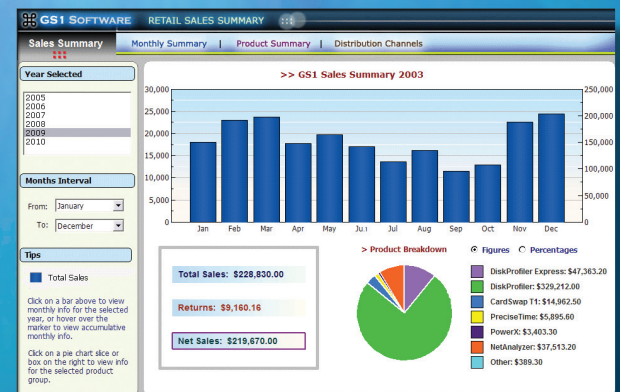 GS1 SOFTWARE RETAIL SALES SUMMARY
Sales Summary Monthly Summary | Product Summary | Distribution Channels
Year Selected
2005
2006
2007
2008
2009
2010
Months Interval
From: January
To: December
Tips
Total Sales
Click on a bar above to view
monthly info for the selected
year, or hover over the
marker to view accumulative
monthly info.
Click on a pie chart slice or
box on the right to view info
for the selected product
group.
>> GS1 Sales Summary 2003
30,000
25,000
20,000
15,000
10,000
5,000
0
250,000
200,000
150,000
100,000
50,000
0
Jan Feb Mar Apr May Jul Jul Aug Sep Oct Nov Dec
Total Sales: $228,830.00
Returns: $9,160.16
Net Sales: $219,670.00
> Product Breakdown Figures Percentages
DiskProfiler Express: $47,363.20
DiskProfiler: $329,212.00
CardSwap T1: $14,962.50
PreciseTime: $5,895.60
PowerX: $3,403.30
NetAnalyzer: $37,513.20
Other: $389.30